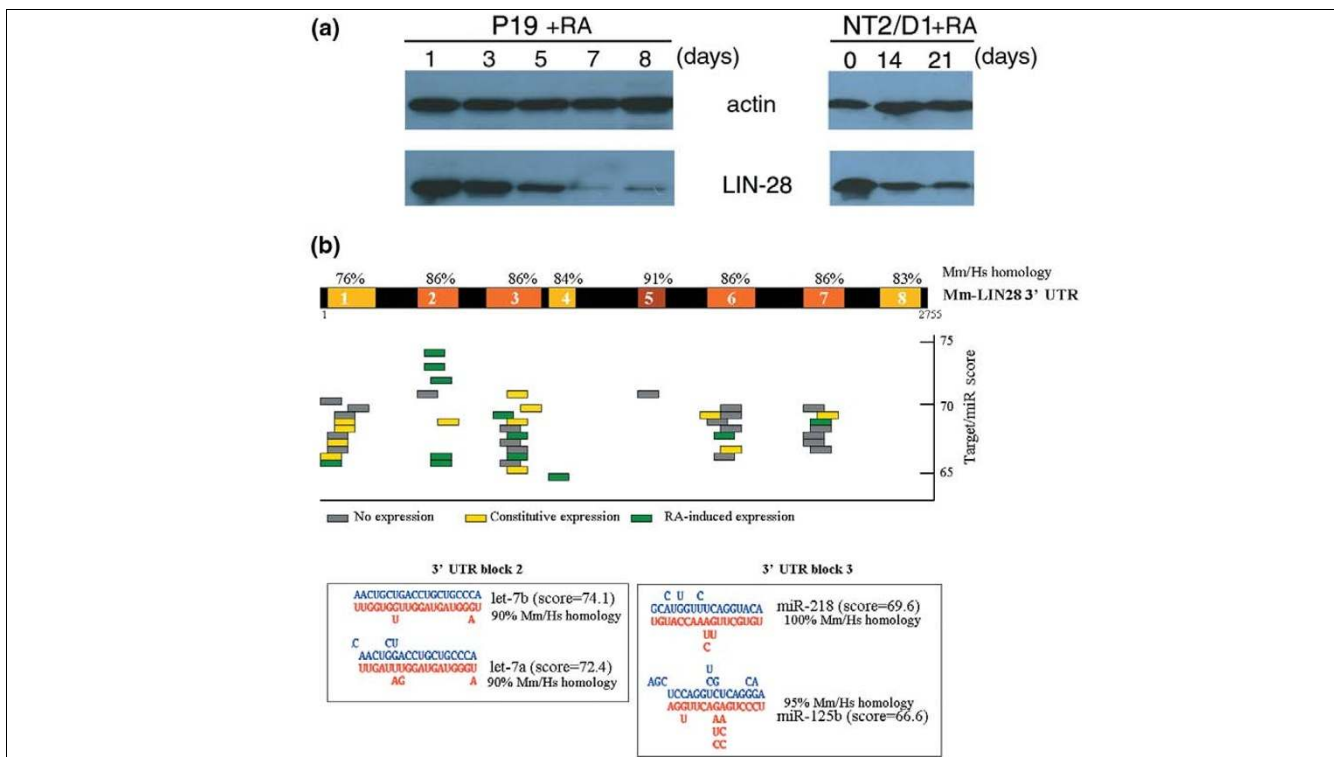 (a)
P19 +RA
NT2/D1+RA
1 3 5 7 8 (days)
0 14 21 (days)
actin
LIN-28
(b)
76% 86% 86% 84% 91% 86% 86% 83% Mm/Hs homology
1 2 3 4 5 6 7 8 Mm-LIN28 3’ UTR
1 2755
75
70
65
Target/miR score
No expression Constitutive expression RA-induced expression
3’ UTR block 2
AACUGCUGACCUGCUGCCCA
let-7b (score=74.1)
UUGGUGGUUGGAUGAUGGGU
90% Mm/Hs homology
U A
C CU
AACUGGACCUGCUGCCCA
let-7a (score=72.4)
UUGAUUUGGAUGAUGGGU
90% Mm/Hs homology
AG A
3’ UTR block 3
C U C
GCAUGGUUUCAGGUACA
miR-218 (score=69.6)
UGUACCAAAGUUCGUGU
100% Mm/Hs homology
UU
C
U
AGC CG CA
UCCAGGUCUCAGGGA
95% Mm/Hs homology
AGGUUCAGAGUCCCU
miR-125b (score=66.6)
U AA
UC
CC